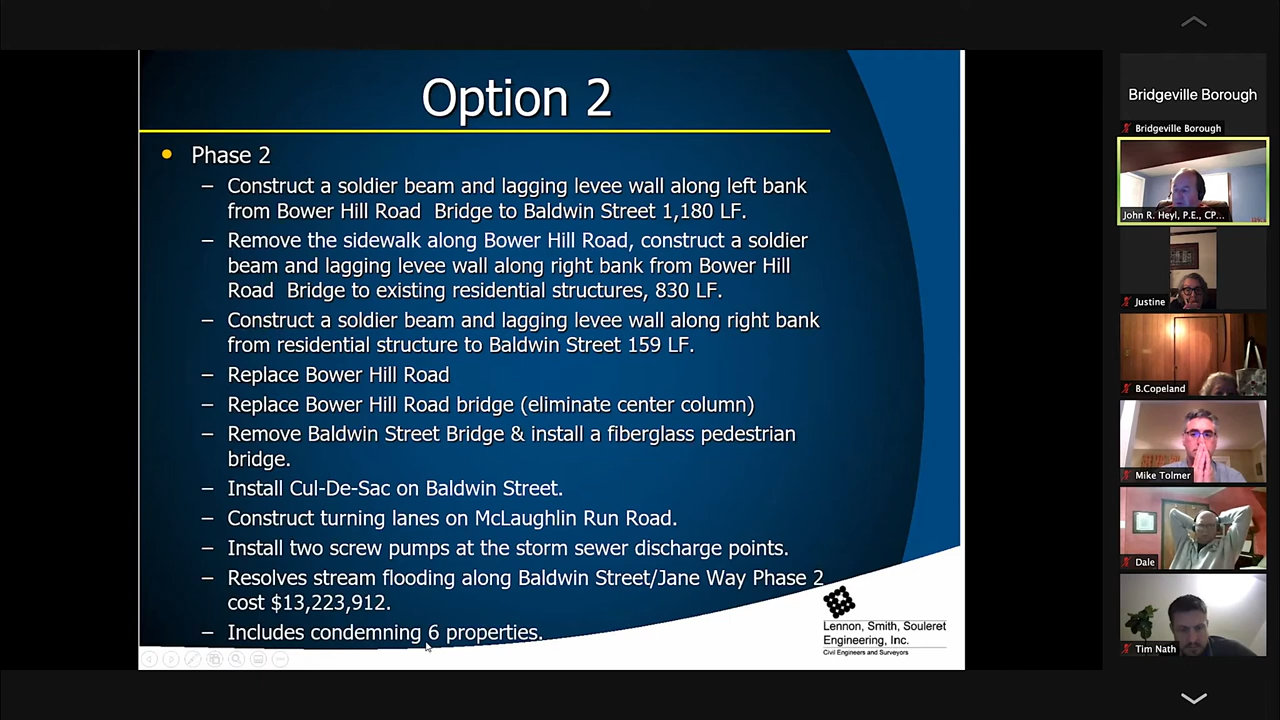 Option 2
Phase 2
– Construct a soldier beam and lagging levee wall along left bank
from Bower Hill Road Bridge to Baldwin Street 1,180 LF.
– Remove the sidewalk along Bower Hill Road, construct a soldier
beam and lagging levee wall along right bank from Bower Hill
Road Bridge to existing residential structures, 830 LF.
– Construct a soldier beam and lagging levee wall along right bank
from residential structure to Baldwin Street 159 LF.
– Replace Bower Hill Road
– Replace Bower Hill Road bridge (eliminate center column)
– Remove Baldwin Street Bridge & install a fiberglass pedestrian
bridge.
– Install Cul-De-Sac on Baldwin Street.
– Construct turning lanes on McLaughlin Run Road.
– Install two screw pumps at the storm sewer discharge points.
– Resolves stream flooding along Baldwin Street/Jane Way Phase 2
cost $13,223,912.
– Includes condemning 6 properties.
Lennon, Smith, Souleret
Engineering, Inc.
Civil Engineers and Surveyors
Bridgeville Borough
Bridgeville Borough
John R. Heyl, P.E., CP...
Justine
B.Copeland
Mike Tolmer
Dale
Tim Nath